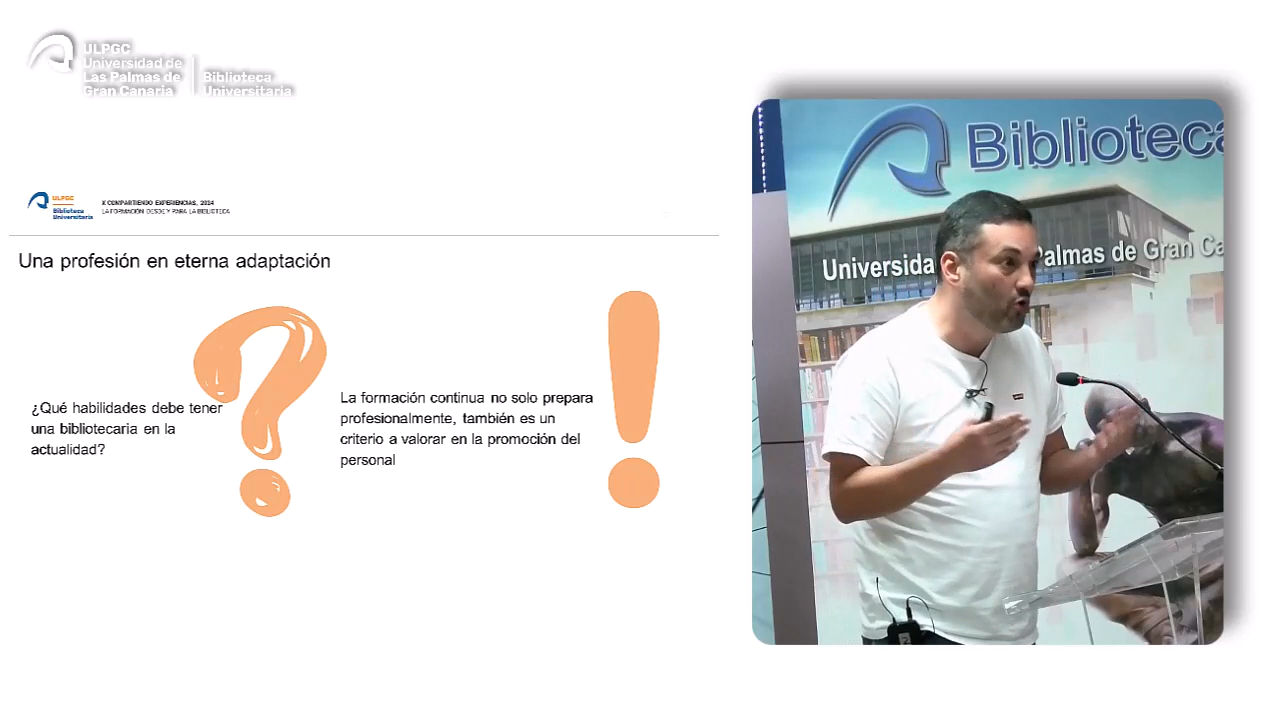 ULPGC
Universidad de
Las Palmas de
Gran Canaria
Biblioteca
Universitaria
ULPGC
Biblioteca
Universitaria
X COMPARTIENDO EXPERIENCIAS, 2024
LA FORMACIÓN DESDE Y PARA LA BIBLIOTECA
Una profesión en eterna adaptación
¿Qué habilidades debe tener
una bibliotecaria en la
actualidad?
La formación continua no solo prepara
profesionalmente, también es un
criterio a valorar en la promoción del
personal
Biblioteca
Universida Palmas de Gran Ca